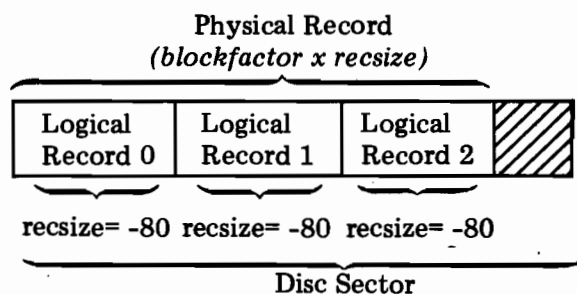 Physical Record
(blockfactor x recsize)
Logical Logical Logical
Record 0 Record 1 Record 2
recsize= -80 recsize= -80 recsize= -80
Disc Sector